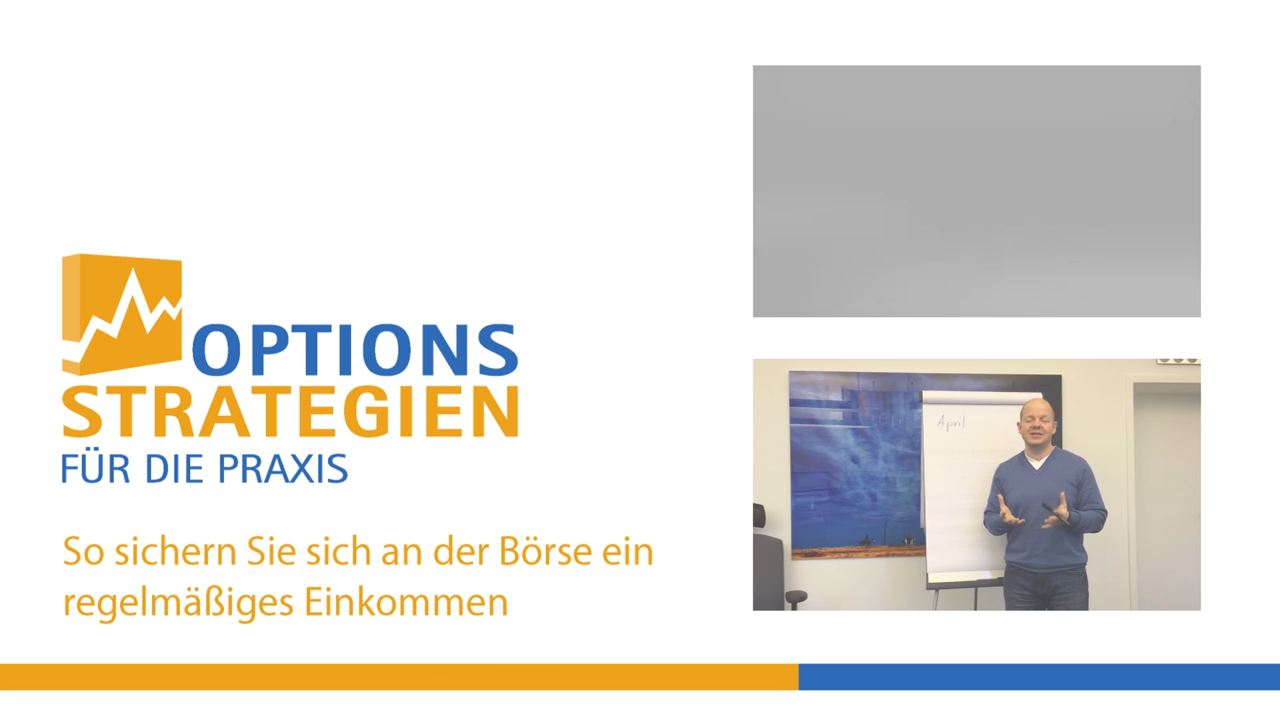 OPTIONS
STRATEGIEN
FÜR DIE PRAXIS
So sichern Sie sich an der Börse ein
regelmäßiges Einkommen
April